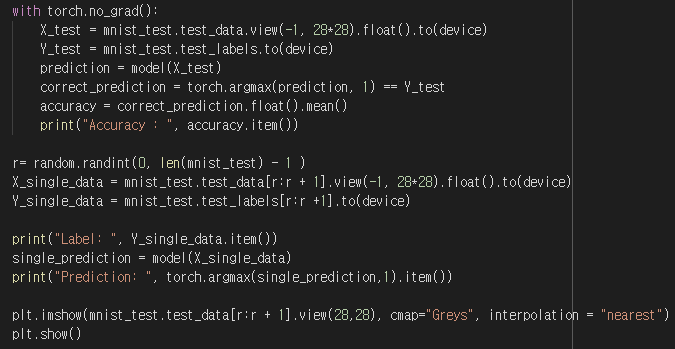 with torch.no_grad():
    X_test = mnist_test.test_data.view(-1, 28*28).float().to(device)
    Y_test = mnist_test.test_labels.to(device)
    prediction = model(X_test)
    correct_prediction = torch.argmax(prediction, 1) == Y_test
    accuracy = correct_prediction.float().mean()
    print("Accuracy : ", accuracy.item())

r= random.randint(0, len(mnist_test) - 1 )
X_single_data = mnist_test.test_data[r:r + 1].view(-1, 28*28).float().to(device)
Y_single_data = mnist_test.test_labels[r:r +1].to(device)

print("Label: ", Y_single_data.item())
single_prediction = model(X_single_data)
print("Prediction: ", torch.argmax(single_prediction,1).item())

plt.imshow(mnist_test.test_data[r:r + 1].view(28,28), cmap="Greys", interpolation = "nearest")
plt.show()